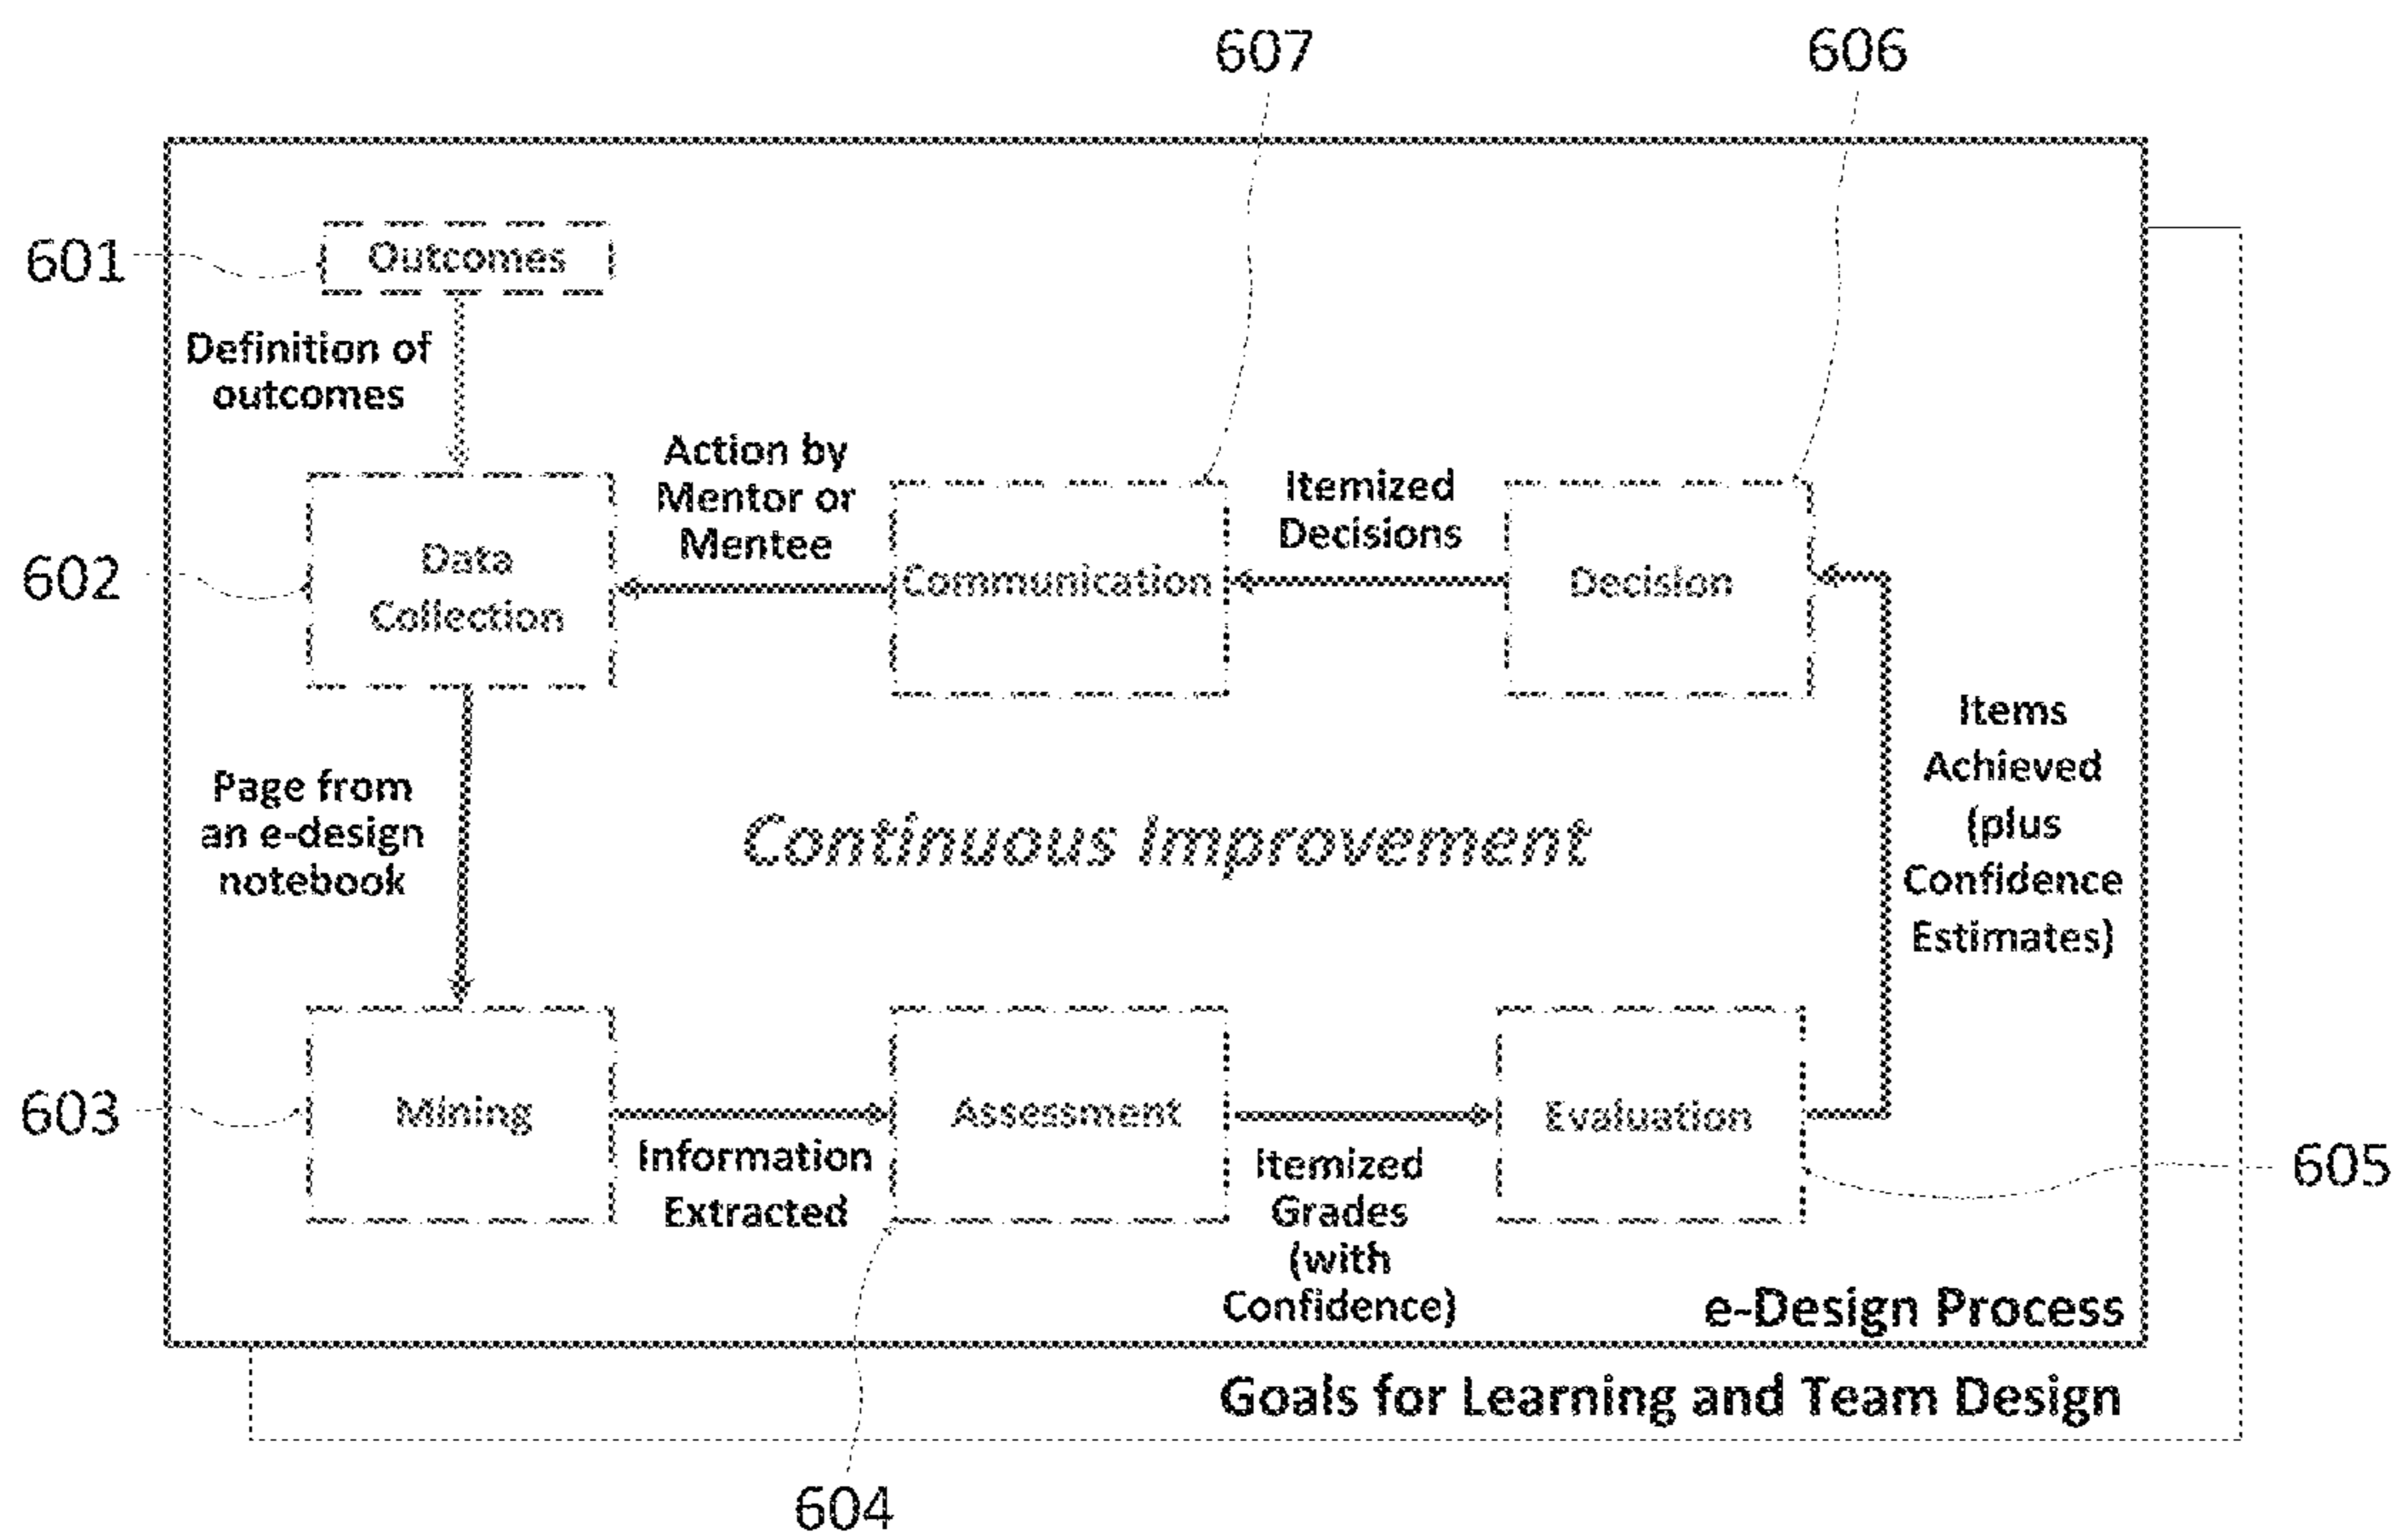 607
606
601
Outcomes
Definition of
outcomes
Action by
Mentor or
Mentee
Itemized
Decisions
602
Data
Collection
Communication
Decision
Items
Achieved
(plus
Confidence
Estimates)
Page from
an e-design
notebook
Continuous Improvement
603
Mining
Information
Extracted
Assessment
Itemized
Grades
(with
Confidence)
Evaluation
605
e-Design Process
Goals for Learning and Team Design
604